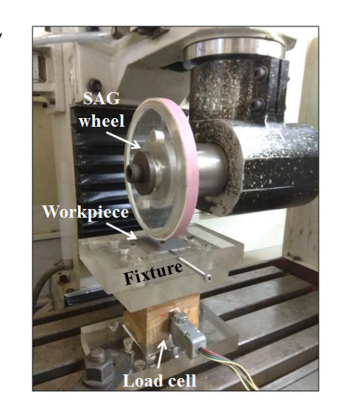 SAG
wheel
Workpiece
Fixture
Load cell